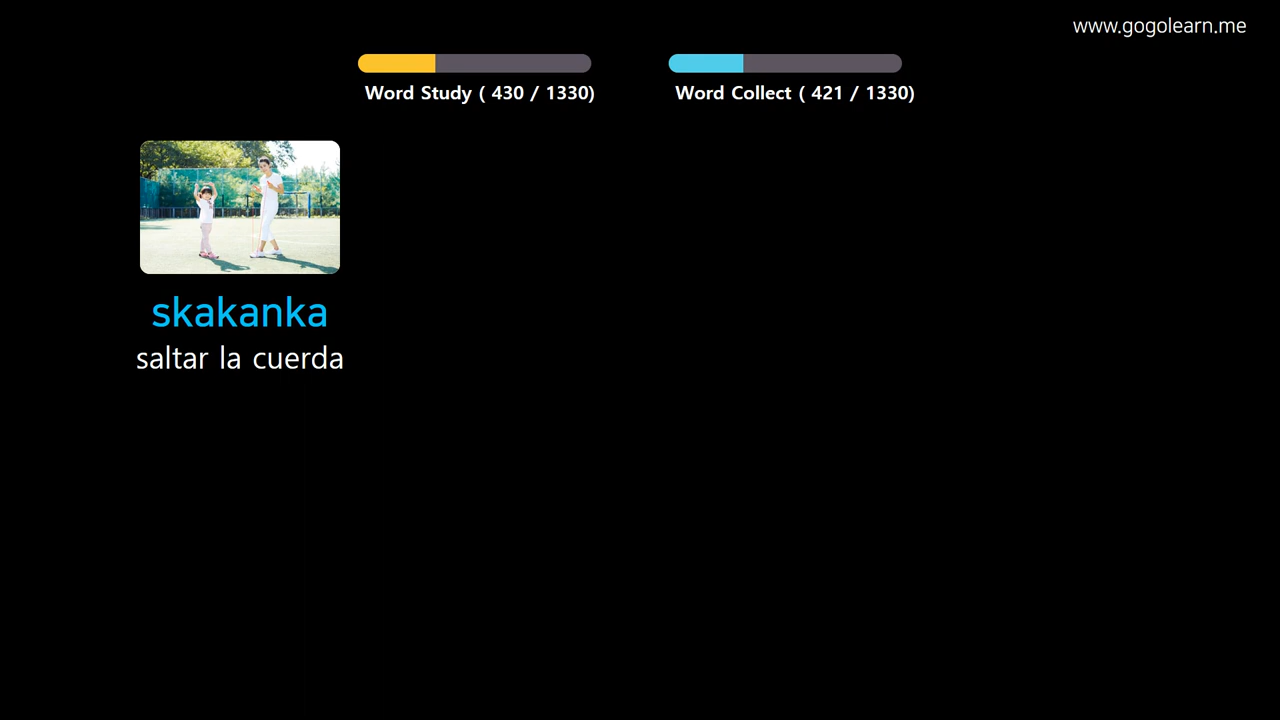 www.gogolearn.me
Word Study ( 430 / 1330)
Word Collect ( 421 / 1330)
skakanka
saltar la cuerda